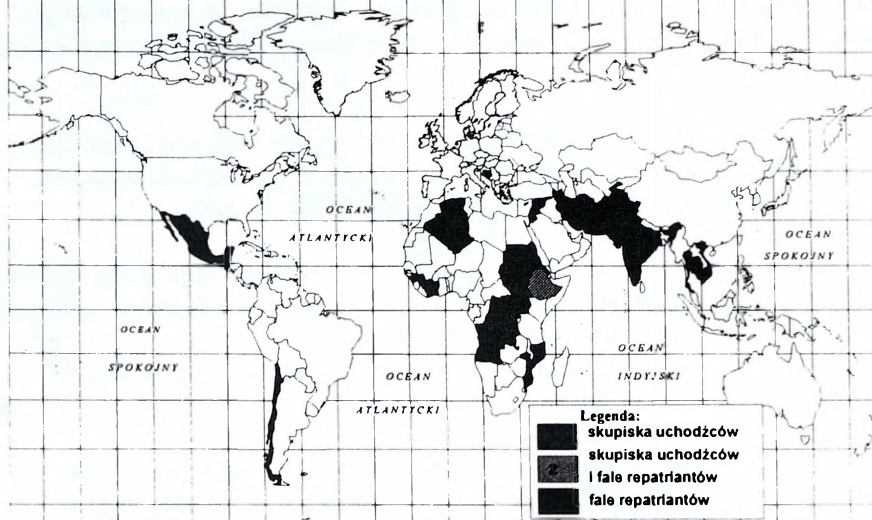 OCEAN
ATLANTYCKI
OCEAN
SPOKOJNY
OCEAN
SPOKOJNY
OCEAN
ATLANTYCKI
OCEAN
INDYJSKI
Legenda:
skupiska uchodźców
skupiska uchodźców
i fale repatriantów
fale repatriantów